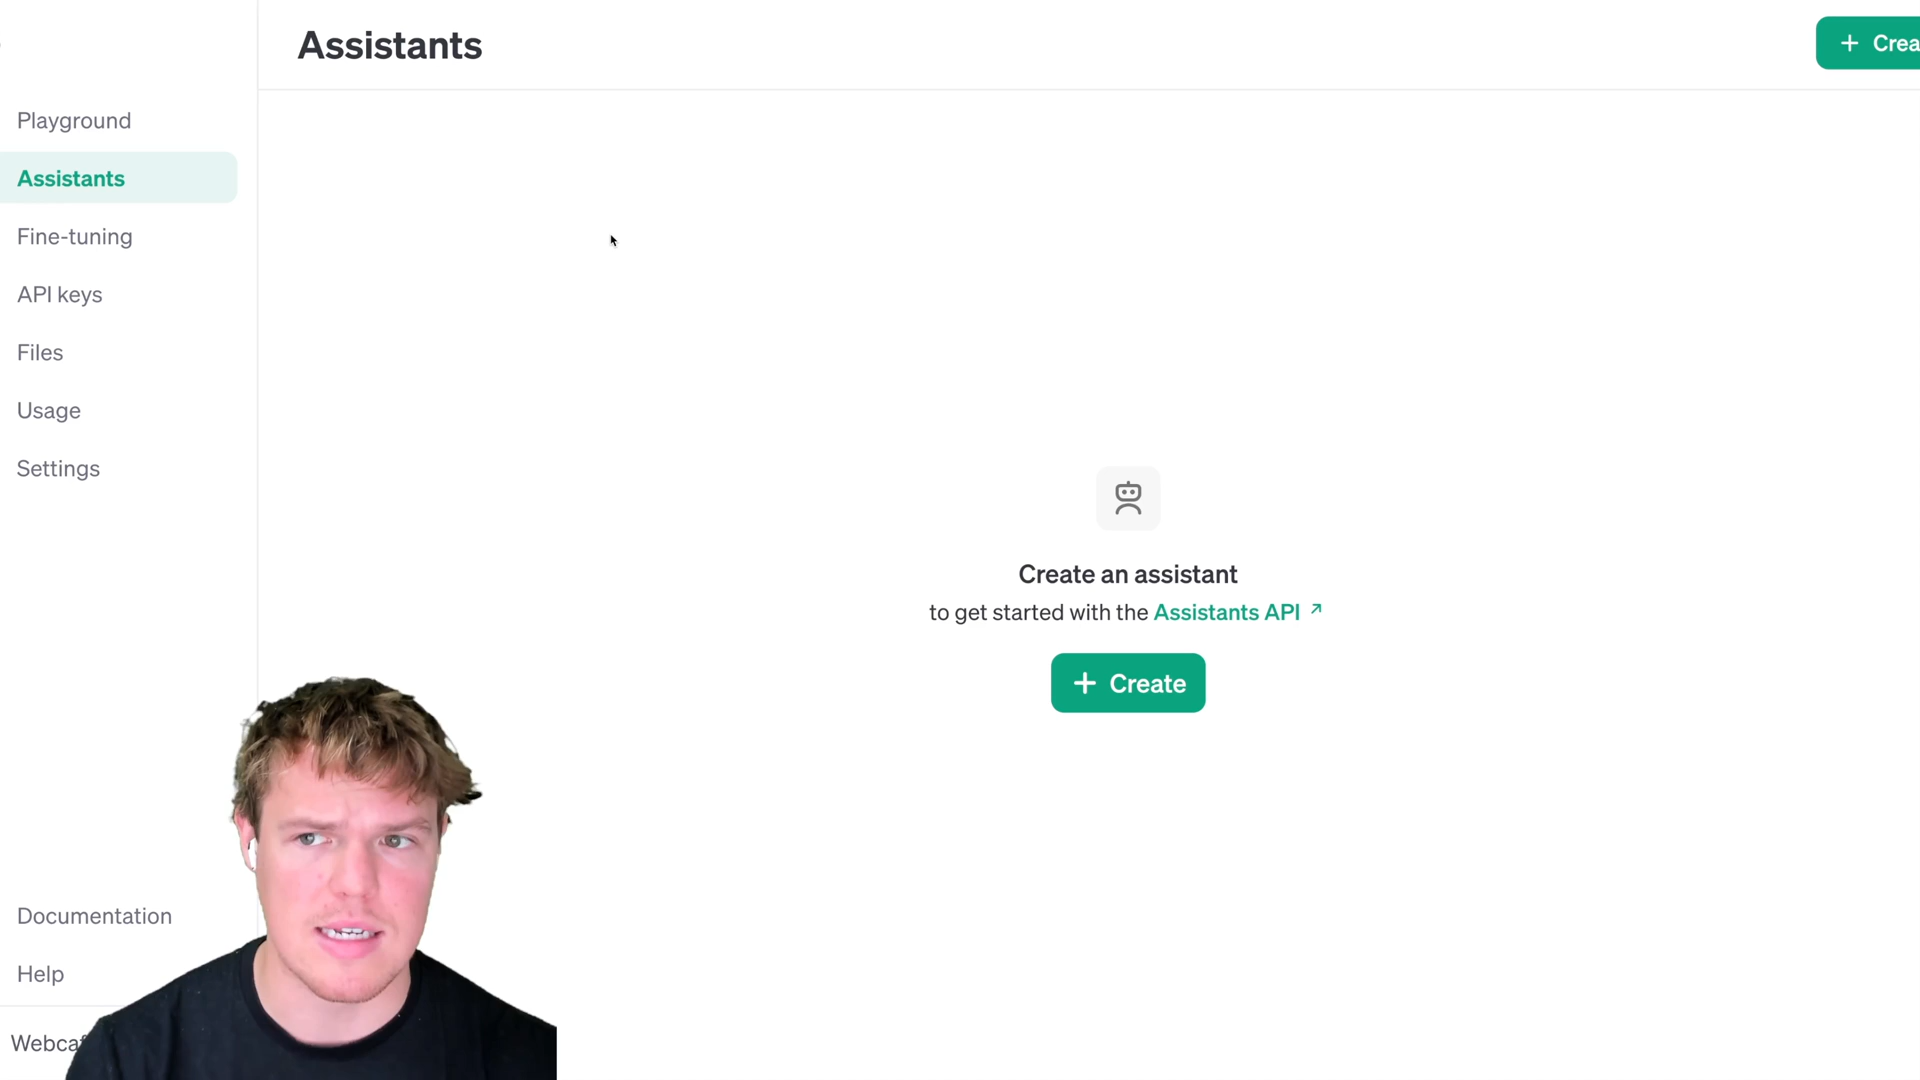 Assistants
+ Crea
Playground
Assistants
Fine-tuning
API keys
Files
Usage
Settings
Create an assistant
to get started with the Assistants API ↗
+ Create
Documentation
Help
Webca